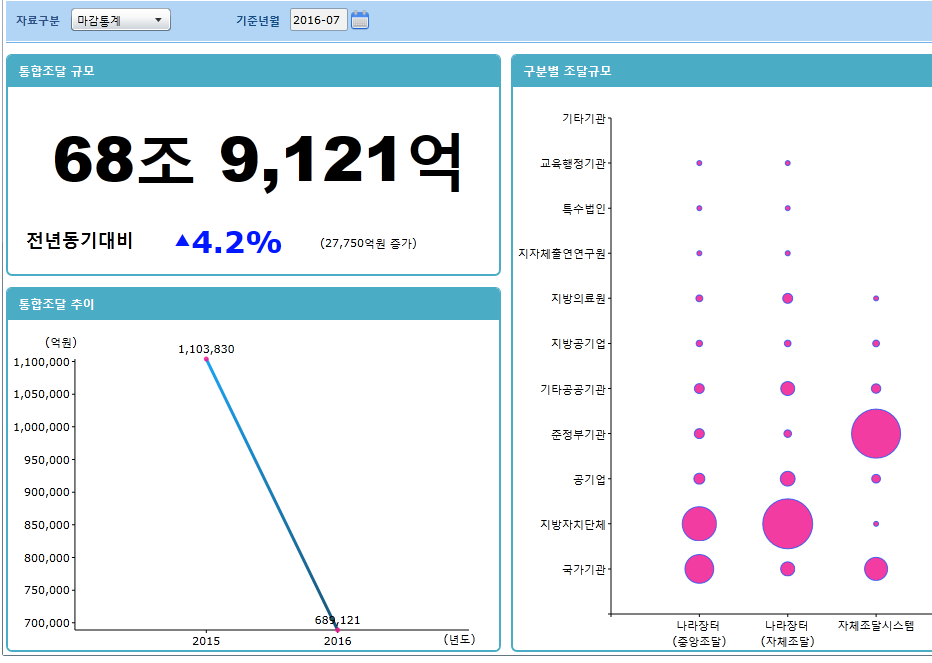 자료구분 마감통계 기준년월 2016-07
통합조달 규모
68조 9,121억
전년동기대비 ▲4.2% (27,750억원 증가)
통합조달 추이
(억원)
1,103,830
1,100,000
1,050,000
1,000,000
950,000
900,000
850,000
800,000
750,000
700,000
689,121
2015
2016
(년도)
구분별 조달규모
기타기관
교육행정기관
특수법인
지자체출연연구원
지방의료원
지방공기업
기타공공기관
준정부기관
공기업
지방자치단체
국가기관
나라장터
(중앙조달)
나라장터
(자체조달)
자체조달시스템